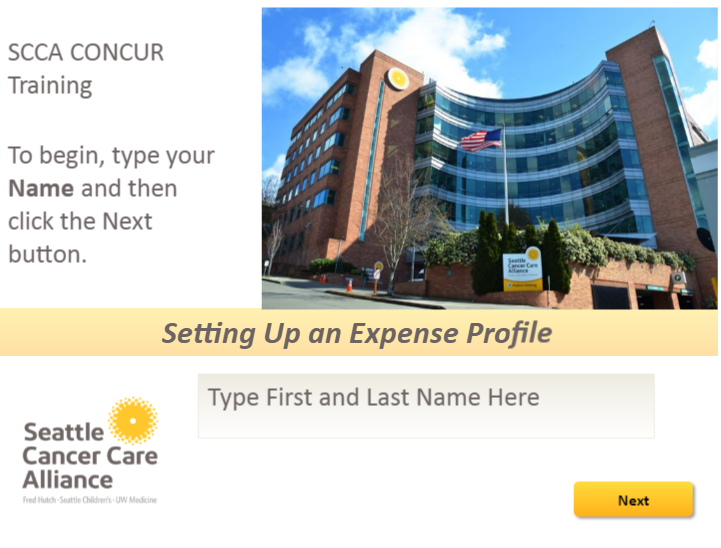 SCCA CONCUR
Training
To begin, type your
Name and then
click the Next
button.
Seattle
Cancer Care
Alliance
Setting Up an Expense Profile
Type First and Last Name Here
Seattle
Cancer Care
Alliance
Fred Hutch · Seattle Children's · UW Medicine
Next